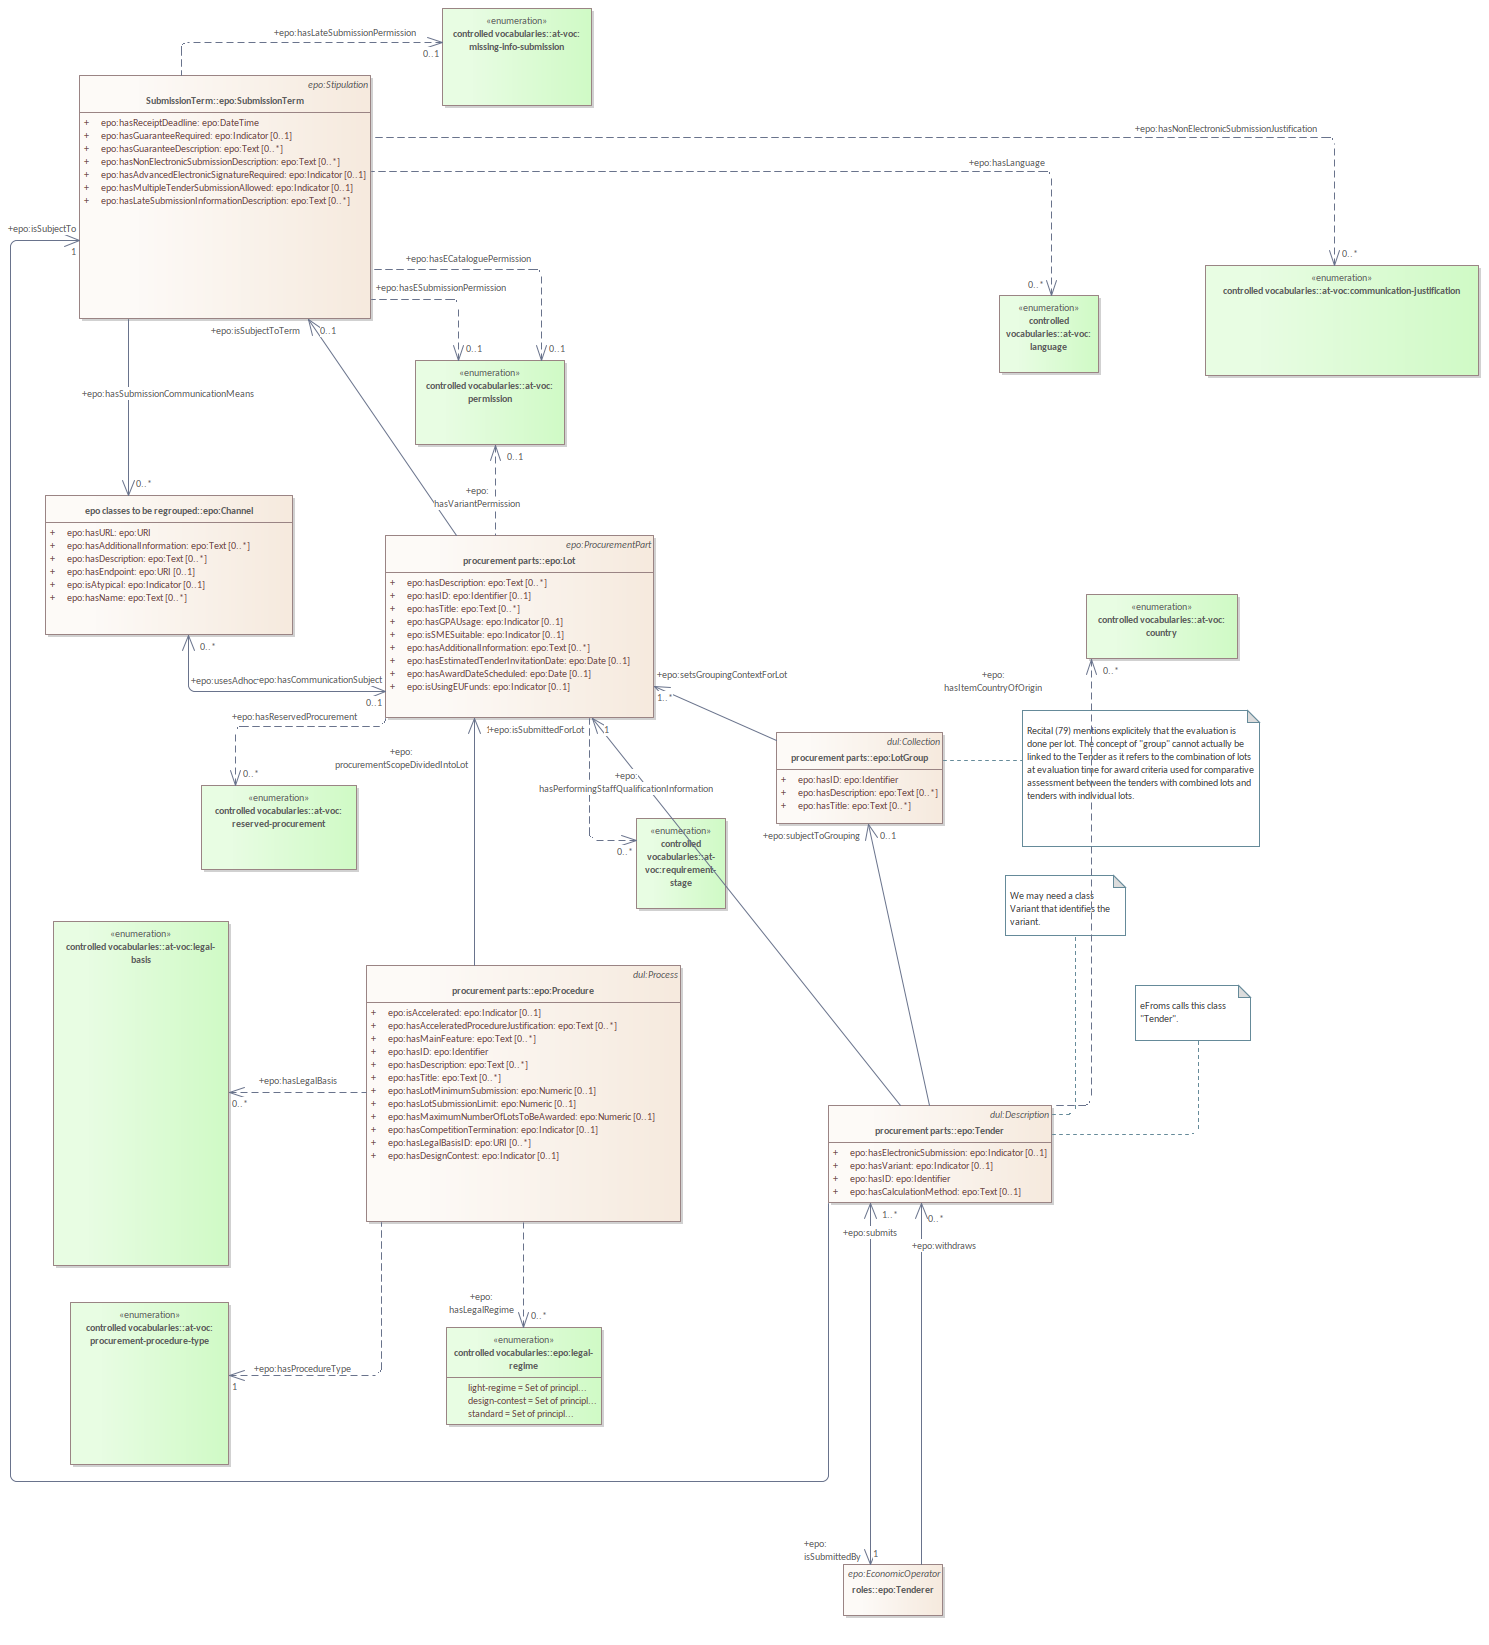 «enumeration»
controlled vocabularies::at-voc:
missing-info-submission
+epo:hasLateSubmissionPermission
0..1
epo:Stipulation
SubmissionTerm::epo:SubmissionTerm
+ epo:hasReceiptDeadline: epo:DateTime
+ epo:hasGuaranteeRequired: epo:Indicator [0..1]
+ epo:hasGuaranteeDescription: epo:Text [0..*]
+ epo:hasNonElectronicSubmissionDescription: epo:Text [0..*]
+ epo:hasAdvancedElectronicSignatureRequired: epo:Indicator [0..1]
+ epo:hasMultipleTenderSubmissionAllowed: epo:Indicator [0..1]
+ epo:hasLateSubmissionInformationDescription: epo:Text [0..*]
+epo:hasNonElectronicSubmissionJustification
0..*
+epo:hasLanguage
0..*
+epo:isSubjectTo
1
+epo:hasECataloguePermission
0..1
+epo:hasESubmissionPermission
0..1
«enumeration»
controlled vocabularies::at-voc:communication-justification
«enumeration»
controlled
vocabularies::at-voc:
language
+epo:isSubjectToTerm
0..1
«enumeration»
controlled vocabularies::at-voc:
permission
+epo:hasSubmissionCommunicationMeans
0..*
0..1
+epo:
hasVariantPermission
epo classes to be regrouped::epo:Channel
+ epo:hasURL: epo:URI
+ epo:hasAdditionalInformation: epo:Text [0..*]
+ epo:hasDescription: epo:Text [0..*]
+ epo:hasEndpoint: epo:URI [0..1]
+ epo:isAtypical: epo:Indicator [0..1]
+ epo:hasName: epo:Text [0..*]
epo:ProcurementPart
procurement parts::epo:Lot
+ epo:hasDescription: epo:Text [0..*]
+ epo:hasID: epo:Identifier [0..1]
+ epo:hasTitle: epo:Text [0..*]
+ epo:hasGPAUsage: epo:Indicator [0..1]
+ epo:isSMESuitable: epo:Indicator [0..1]
+ epo:hasAdditionalInformation: epo:Text [0..*]
+ epo:hasEstimatedTenderInvitationDate: epo:Date [0..1]
+ epo:hasAwardDateScheduled: epo:Date [0..1]
+ epo:isUsingEUFunds: epo:Indicator [0..1]
«enumeration»
controlled vocabularies::at-voc:
country
0..*
+epo:
hasItemCountryOfOrigin
0..*
+epo:usesAdhoc
+epo:hasCommunicationSubject
0..1
+epo:setsGroupingContextForLot
1..*
+epo:hasReservedProcurement
0..*
+epo:isSubmittedForLot
1
+epo:
procurementScopeDividedIntoLot
+epo:
hasPerformingStaffQualificationInformation
0..*
dul:Collection
procurement parts::epo:LotGroup
+ epo:hasID: epo:Identifier
+ epo:hasDescription: epo:Text [0..*]
+ epo:hasTitle: epo:Text [0..*]
Recital (79) mentions explicitely that the evaluation is
done per lot. The concept of "group" cannot actually be
linked to the Tender as it refers to the combination of lots
at evaluation time for award criteria used for comparative
assessment between the tenders with combined lots and
tenders with individual lots.
«enumeration»
controlled vocabularies::at-voc:
reserved-procurement
«enumeration»
controlled
vocabularies::at-
voc:requirement-
stage
+epo:subjectToGrouping
0..1
We may need a class
Variant that identifies the
variant.
«enumeration»
controlled vocabularies::at-voc:legal-
basis
eFroms calls this class
"Tender".
dul:Process
procurement parts::epo:Procedure
+ epo:isAccelerated: epo:Indicator [0..1]
+ epo:hasAcceleratedProcedureJustification: epo:Text [0..*]
+ epo:hasMainFeature: epo:Text [0..*]
+ epo:hasID: epo:Identifier
+ epo:hasDescription: epo:Text [0..*]
+ epo:hasTitle: epo:Text [0..*]
+ epo:hasLotMinimumSubmission: epo:Numeric [0..1]
+ epo:hasLotSubmissionLimit: epo:Numeric [0..1]
+ epo:hasMaximumNumberOfLotsToBeAwarded: epo:Numeric [0..1]
+ epo:hasCompetitionTermination: epo:Indicator [0..1]
+ epo:hasLegalBasisID: epo:URI [0..*]
+ epo:hasDesignContest: epo:Indicator [0..1]
+epo:hasLegalBasis
0..*
dul:Description
procurement parts::epo:Tender
+ epo:hasElectronicSubmission: epo:Indicator [0..1]
+ epo:hasVariant: epo:Indicator [0..1]
+ epo:hasID: epo:Identifier
+ epo:hasCalculationMethod: epo:Text [0..1]
1..*
+epo:submits
0..*
+epo:withdraws
+epo:
hasLegalRegime
0..*
«enumeration»
controlled vocabularies::at-voc:
procurement-procedure-type
+epo:hasProcedureType
1
«enumeration»
controlled vocabularies::epo:legal-
regime
light-regime = Set of principl...
design-contest = Set of principl...
standard = Set of principl...
+epo:
isSubmittedBy
1
epo:EconomicOperator
roles::epo:Tenderer